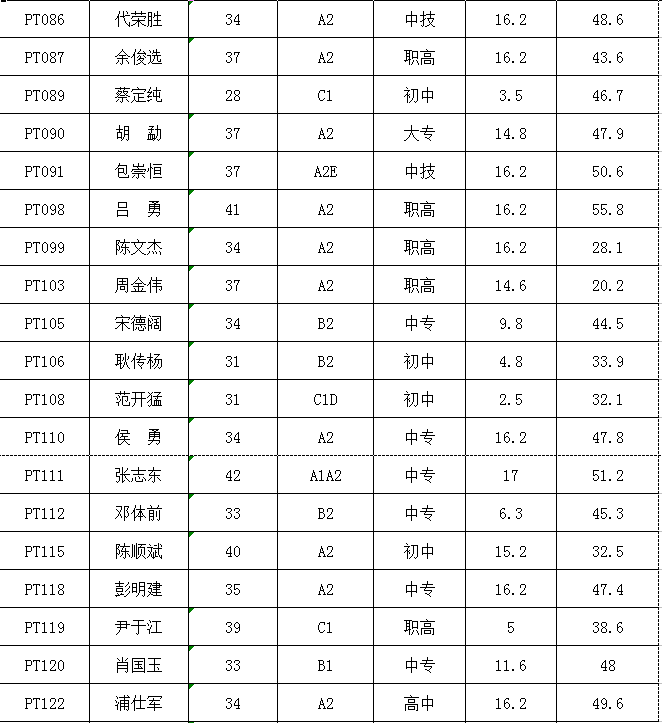 PT086 代荣胜 34 A2 中技 16.2 48.6
PT087 余俊选 37 A2 职高 16.2 43.6
PT089 蔡定纯 28 C1 初中 3.5 46.7
PT090 胡 勐 37 A2 大专 14.8 47.9
PT091 包崇恒 37 A2E 中技 16.2 50.6
PT098 吕 勇 41 A2 职高 16.2 55.8
PT099 陈文杰 34 A2 职高 16.2 28.1
PT103 周金伟 37 A2 职高 14.6 20.2
PT105 宋德阔 34 B2 中专 9.8 44.5
PT106 耿传杨 31 B2 初中 4.8 33.9
PT108 范开猛 31 C1D 初中 2.5 32.1
PT110 侯 勇 34 A2 中专 16.2 47.8
PT111 张志东 42 A1A2 中专 17 51.2
PT112 邓体前 33 B2 中专 6.3 45.3
PT115 陈顺斌 40 A2 初中 15.2 32.5
PT118 彭明建 35 A2 中专 16.2 47.4
PT119 尹于江 39 C1 职高 5 38.6
PT120 肖国玉 33 B1 中专 11.6 48
PT122 浦仕军 34 A2 高中 16.2 49.6